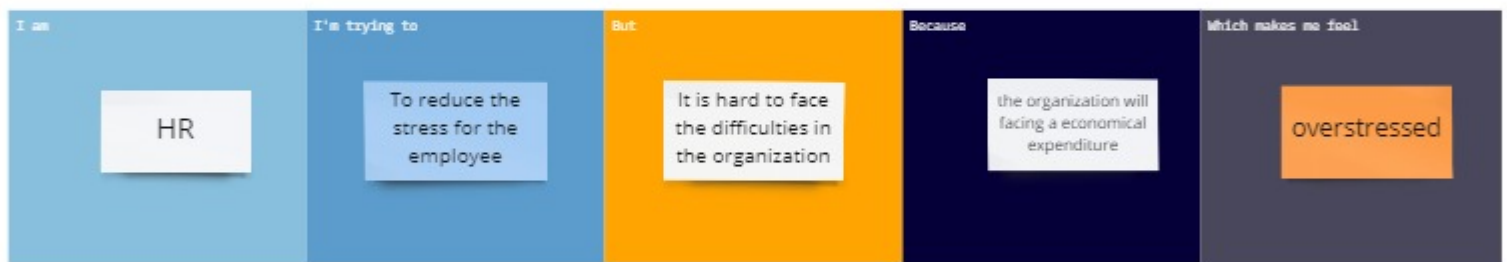 I am
HR
I'm trying to
To reduce the
stress for the
employee
But
It is hard to face
the difficulties in
the organization
Because
the organization will
facing a economical
expenditure
Which makes me feel
overstressed